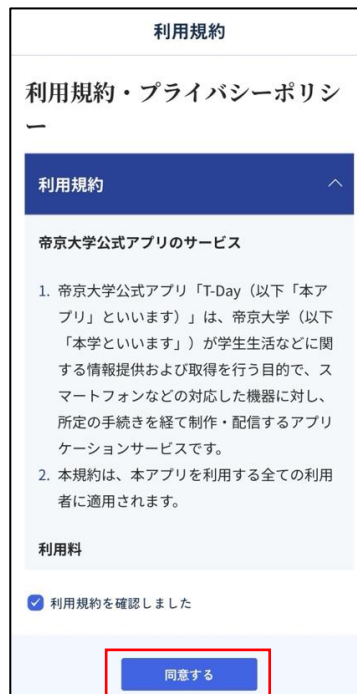 利用規約
利用規約・プライバシーポリシ
ー
利用規約
帝京大学公式アプリのサービス
1. 帝京大学公式アプリ「T-Day（以下「本ア
プリ」といいます）」は、帝京大学（以下
「本学といいます」）が学生生活などに関
する情報提供および取得を行う目的で、ス
マートフォンなどの対応した機器に対し、
所定の手続きを経て制作・配信するアプリ
ケーションサービスです。
2. 本規約は、本アプリを利用する全ての利用
者に適用されます。
利用料
利用規約を確認しました
同意する